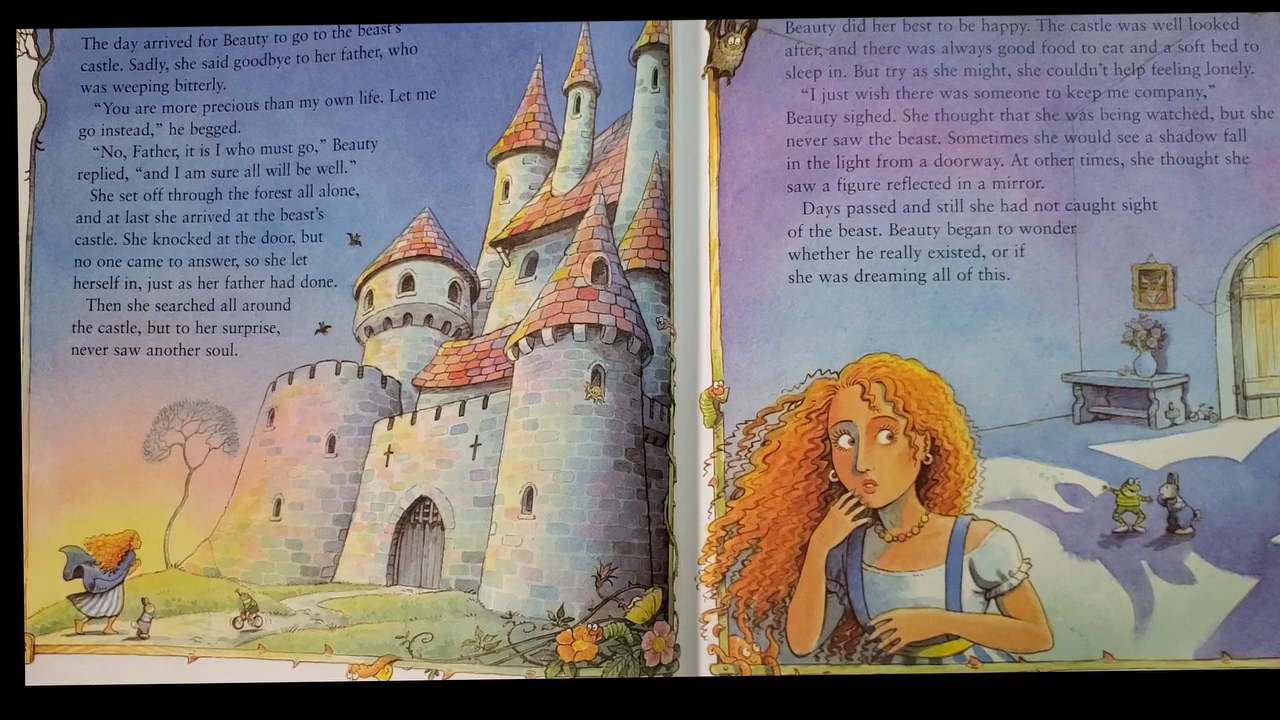 The day arrived for Beauty to go to the beast's
castle. Sadly, she said goodbye to her father, who
was weeping bitterly.
“You are more precious than my own life. Let me
go instead,” he begged.
“No, Father, it is I who must go,” Beauty
replied, “and I am sure all will be well.”
She set off through the forest all alone,
and at last she arrived at the beast's
castle. She knocked at the door, but
no one came to answer, so she let
herself in, just as her father had done.
Then she searched all around
the castle, but to her surprise,
never saw another soul.
Beauty did her best to be happy. The castle was well looked
after, and there was always good food to eat and a soft bed to
sleep in. But try as she might, she couldn't help feeling lonely.
“I just wish there was someone to keep me company,”
Beauty sighed. She thought that she was being watched, but she
never saw the beast. Sometimes she would see a shadow fall
in the light from a doorway. At other times, she thought she
saw a figure reflected in a mirror.
Days passed and still she had not caught sight
of the beast. Beauty began to wonder
whether he really existed, or if
she was dreaming all of this.